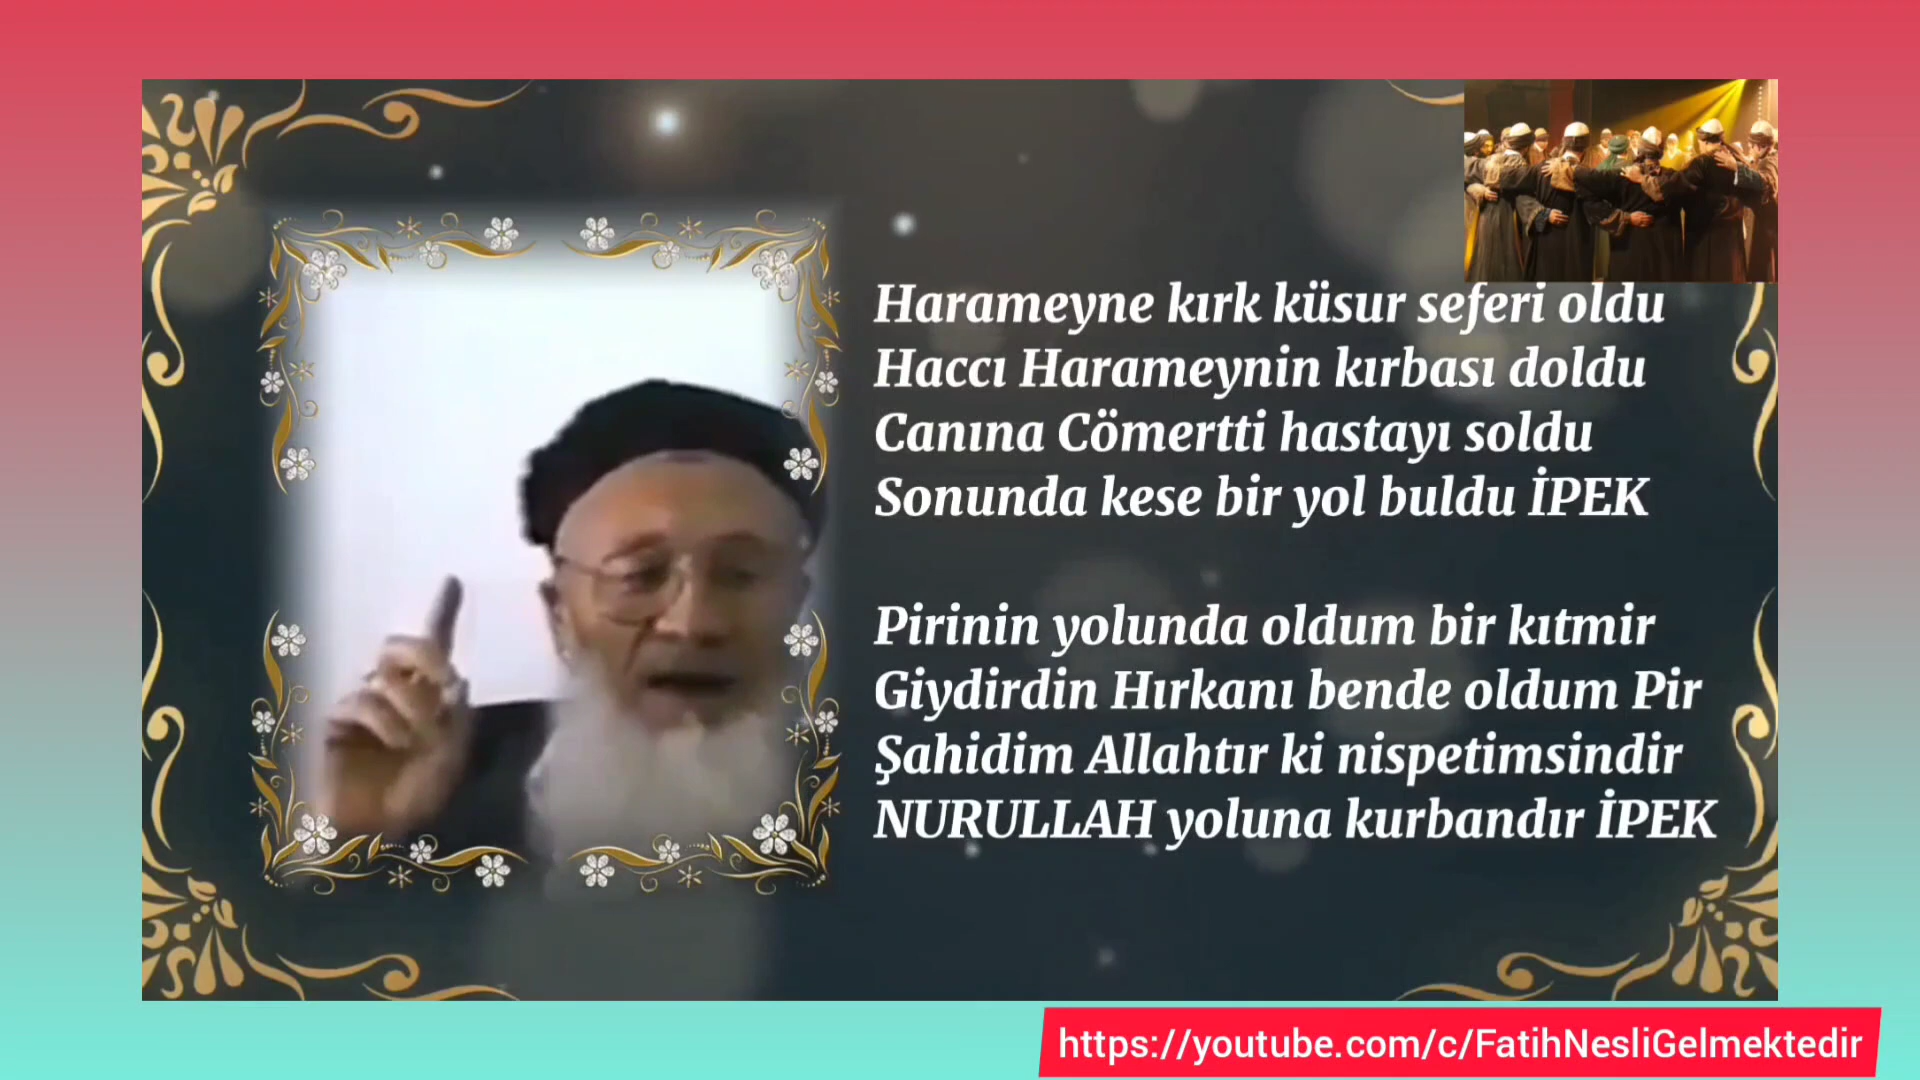 Harameyne kırk küsur seferi oldu
Haccı Harameynin kırbası doldu
Canına Cömertti hastayı soldu
Sonunda kese bir yol buldu İPEK
Pirinin yolunda oldum bir kıtmir
Giydirdin Hırkanı bende oldum Pir
Şahidim Allahtır ki nispetimsindir
NURULLAH yoluna kurbandır İPEK
https://youtube.com/c/FatihNesliGelmektedir